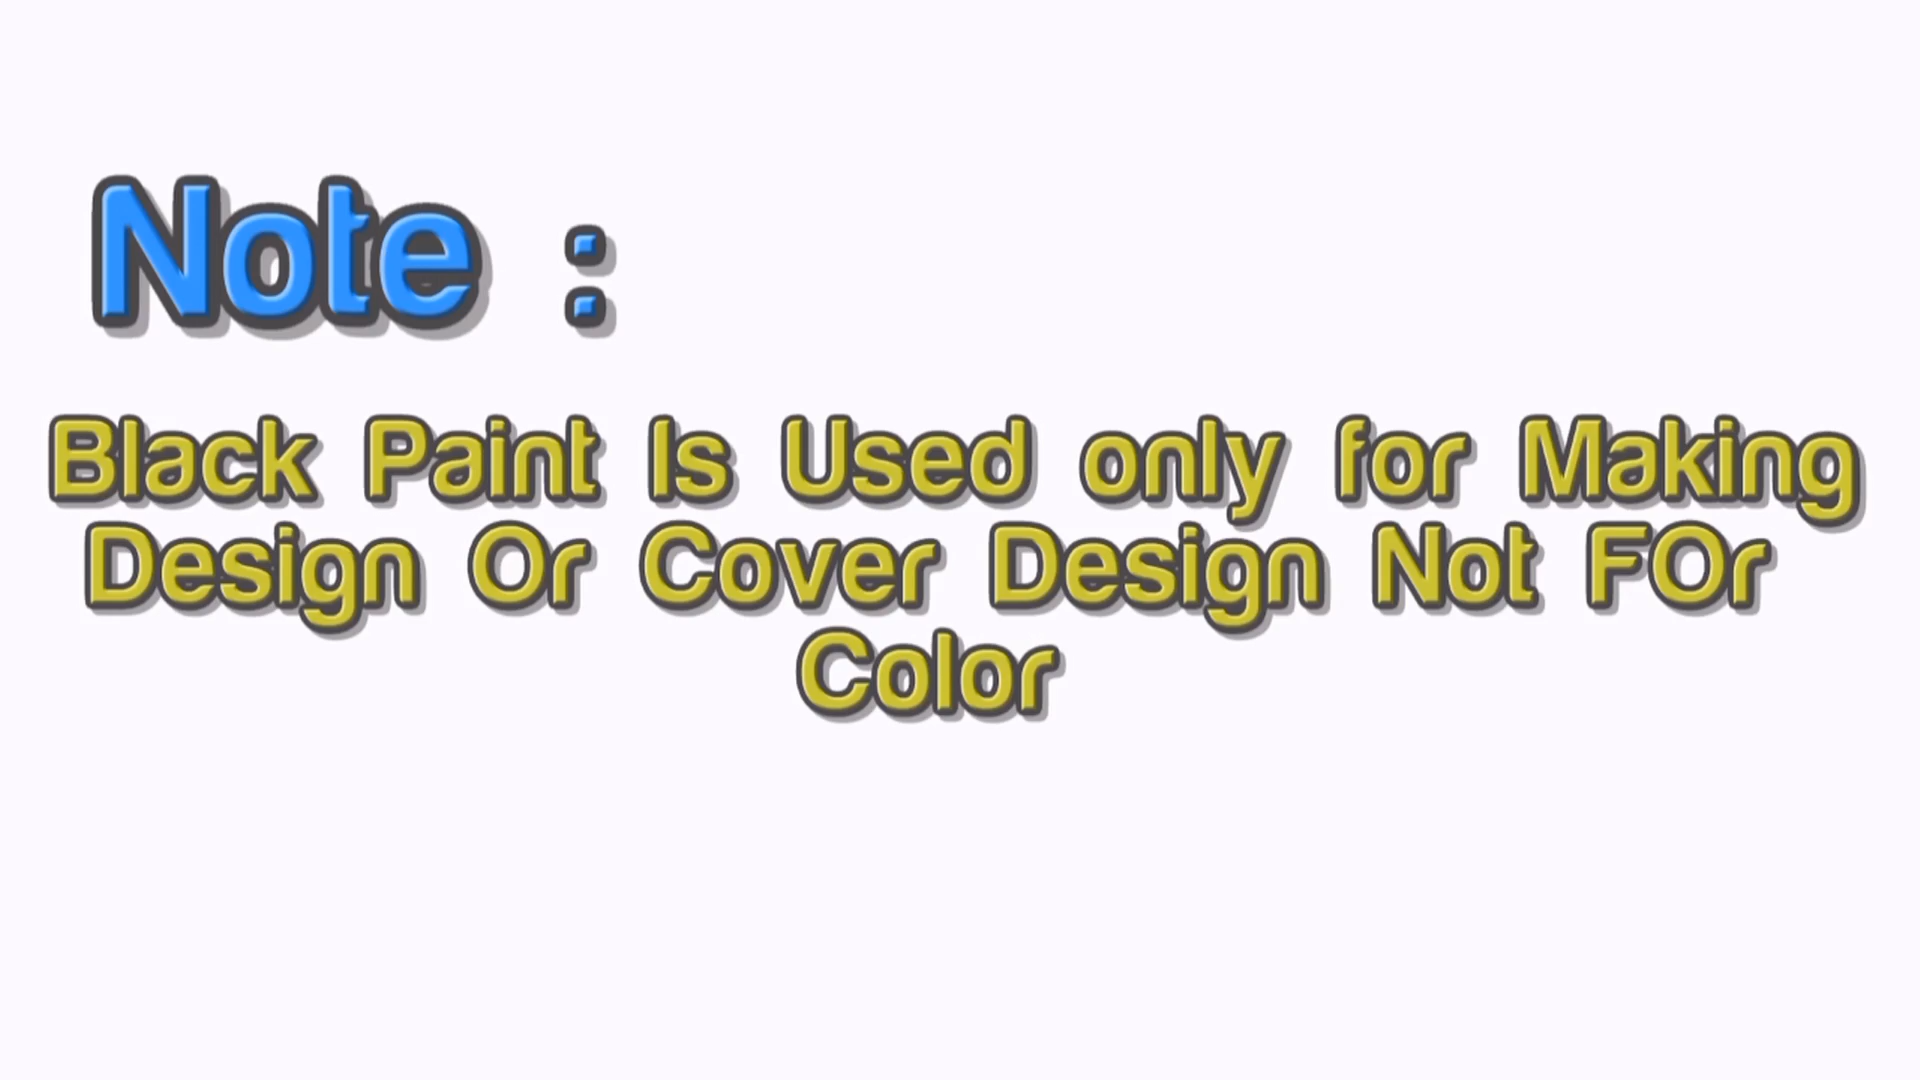 Note :
Black Paint Is Used only for Making
Design Or Cover Design Not FOr
Color